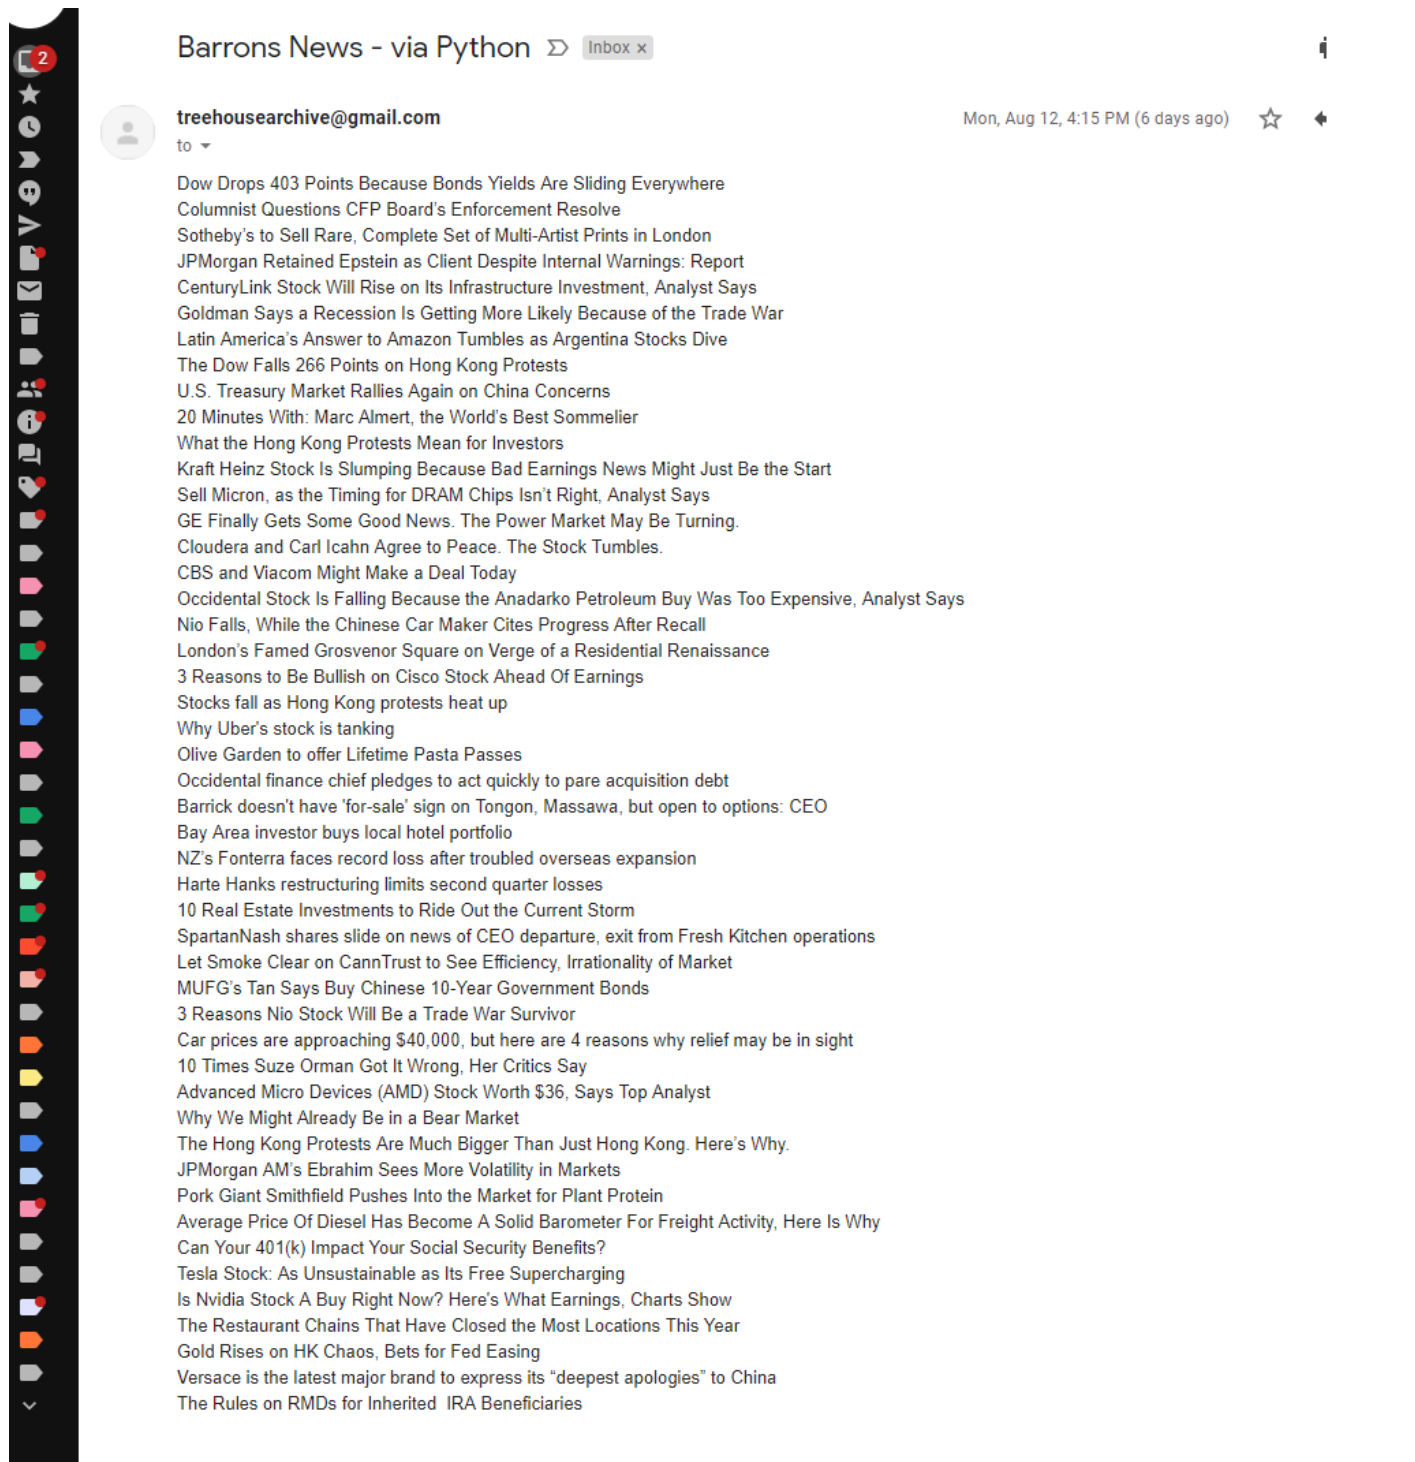 Barrons News - via Python Inbox x
2
treehousearchive@gmail.com
Mon, Aug 12, 4:15 PM (6 days ago)
to
Dow Drops 403 Points Because Bonds Yields Are Sliding Everywhere
Columnist Questions CFP Board’s Enforcement Resolve
Sotheby’s to Sell Rare, Complete Set of Multi-Artist Prints in London
JPMorgan Retained Epstein as Client Despite Internal Warnings: Report
CenturyLink Stock Will Rise on Its Infrastructure Investment, Analyst Says
Goldman Says a Recession Is Getting More Likely Because of the Trade War
Latin America’s Answer to Amazon Tumbles as Argentina Stocks Dive
The Dow Falls 266 Points on Hong Kong Protests
U.S. Treasury Market Rallies Again on China Concerns
20 Minutes With: Marc Almert, the World’s Best Sommelier
What the Hong Kong Protests Mean for Investors
Kraft Heinz Stock Is Slumping Because Bad Earnings News Might Just Be the Start
Sell Micron, as the Timing for DRAM Chips Isn’t Right, Analyst Says
GE Finally Gets Some Good News. The Power Market May Be Turning.
Cloudera and Carl Icahn Agree to Peace. The Stock Tumbles.
CBS and Viacom Might Make a Deal Today
Occidental Stock Is Falling Because the Anadarko Petroleum Buy Was Too Expensive, Analyst Says
Nio Falls, While the Chinese Car Maker Cites Progress After Recall
London’s Famed Grosvenor Square on Verge of a Residential Renaissance
3 Reasons to Be Bullish on Cisco Stock Ahead Of Earnings
Stocks fall as Hong Kong protests heat up
Why Uber's stock is tanking
Olive Garden to offer Lifetime Pasta Passes
Occidental finance chief pledges to act quickly to pare acquisition debt
Barrick doesn't have 'for-sale' sign on Tongon, Massawa, but open to options: CEO
Bay Area investor buys local hotel portfolio
NZ’s Fonterra faces record loss after troubled overseas expansion
Harte Hanks restructuring limits second quarter losses
10 Real Estate Investments to Ride Out the Current Storm
SpartanNash shares slide on news of CEO departure, exit from Fresh Kitchen operations
Let Smoke Clear on CannTrust to See Efficiency, Irrationality of Market
MUFG’s Tan Says Buy Chinese 10-Year Government Bonds
3 Reasons Nio Stock Will Be a Trade War Survivor
Car prices are approaching $40,000, but here are 4 reasons why relief may be in sight
10 Times Suze Orman Got It Wrong, Her Critics Say
Advanced Micro Devices (AMD) Stock Worth $36, Says Top Analyst
Why We Might Already Be in a Bear Market
The Hong Kong Protests Are Much Bigger Than Just Hong Kong. Here’s Why.
JPMorgan AM’s Ebrahim Sees More Volatility in Markets
Pork Giant Smithfield Pushes Into the Market for Plant Protein
Average Price Of Diesel Has Become A Solid Barometer For Freight Activity, Here Is Why
Can Your 401(k) Impact Your Social Security Benefits?
Tesla Stock: As Unsustainable as Its Free Supercharging
Is Nvidia Stock A Buy Right Now? Here's What Earnings, Charts Show
The Restaurant Chains That Have Closed the Most Locations This Year
Gold Rises on HK Chaos, Bets for Fed Easing
Versace is the latest major brand to express its “deepest apologies” to China
The Rules on RMDs for Inherited IRA Beneficiaries